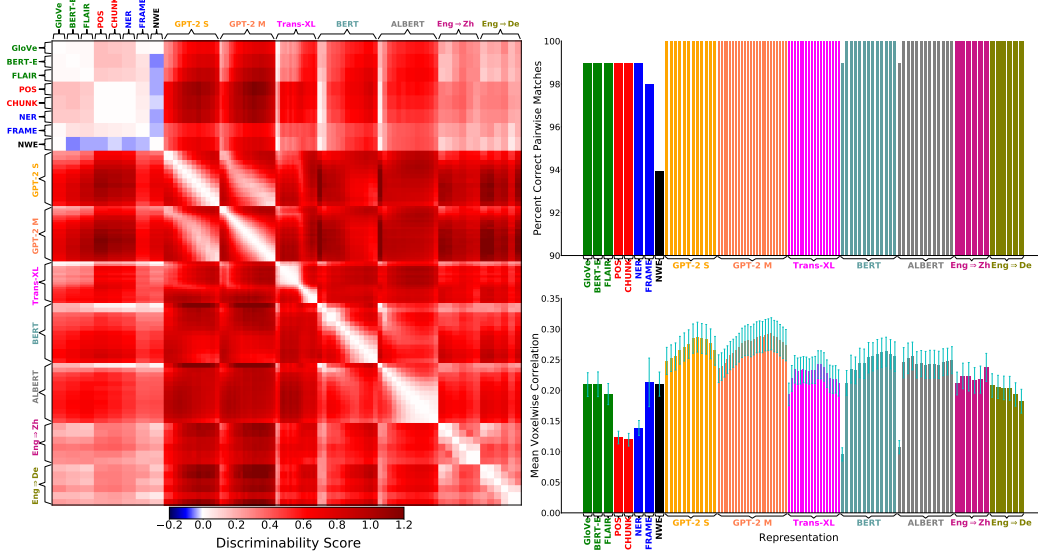 GloVe BERT-E FLAIR POS CHUNK NER FRAME NWE GPT-2 S GPT-2 M Trans-XL BERT ALBERT Eng⇒Zh Eng⇒De
GloVe
BERT-E
FLAIR
POS
CHUNK
NER
FRAME
NWE
GPT-2 S
GPT-2 M
Trans-XL
BERT
ALBERT
Eng⇒Zh
Eng⇒De
−0.2 0.0 0.2 0.4 0.6 0.8 1.0 1.2
Discriminability Score
Percent Correct Pairwise Matches
100
98
96
94
92
90
GloVe BERT-E FLAIR POS CHUNK NER FRAME NWE GPT-2 S GPT-2 M Trans-XL BERT ALBERT Eng⇒Zh Eng⇒De
Mean Voxelwise Correlation
0.35
0.30
0.25
0.20
0.15
0.10
0.05
0.00
GloVe BERT-E FLAIR POS CHUNK NER FRAME NWE GPT-2 S GPT-2 M Trans-XL BERT ALBERT Eng⇒Zh Eng⇒De
Representation